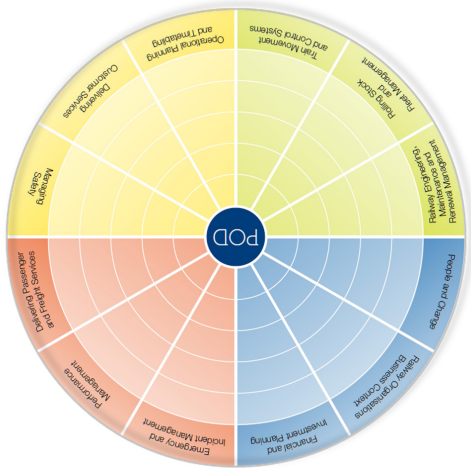 Emergency and
Incident Management
Performance
Management
Delivering Passenger
and Freight Services
Managing
Safety
Delivering
Customer Services
Operational Planning
and Timetabling
Train Movement
and Control Systems
Rolling Stock
and
Fleet Management
Railway Engineering,
Maintenance and
Renewal Management
People and Change
Railway Organisations
Business Context
Financial and
Investment Planning
POD